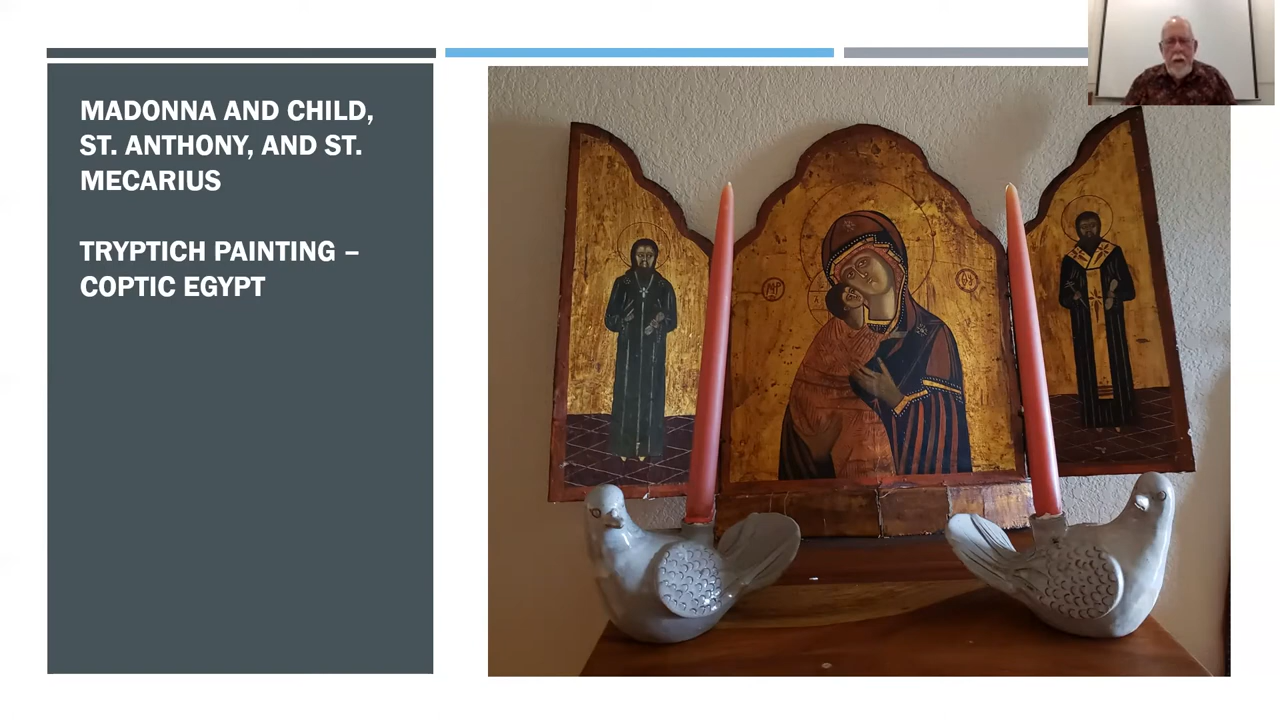 MADONNA AND CHILD,
ST. ANTHONY, AND ST.
MECARIUS
TRYPTICH PAINTING –
COPTIC EGYPT